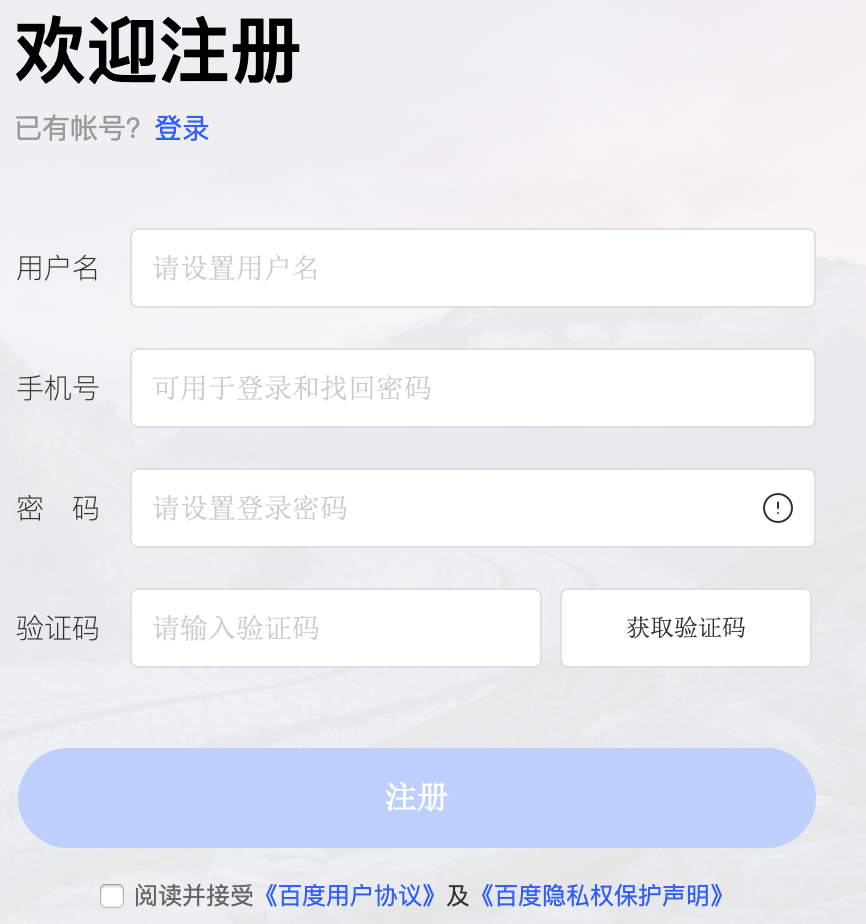 欢迎注册
已有帐号？登录
用户名 请设置用户名
手机号 可用于登录和找回密码
密 码 请设置登录密码
验证码 请输入验证码 获取验证码
注册
阅读并接受《百度用户协议》及《百度隐私权保护声明》